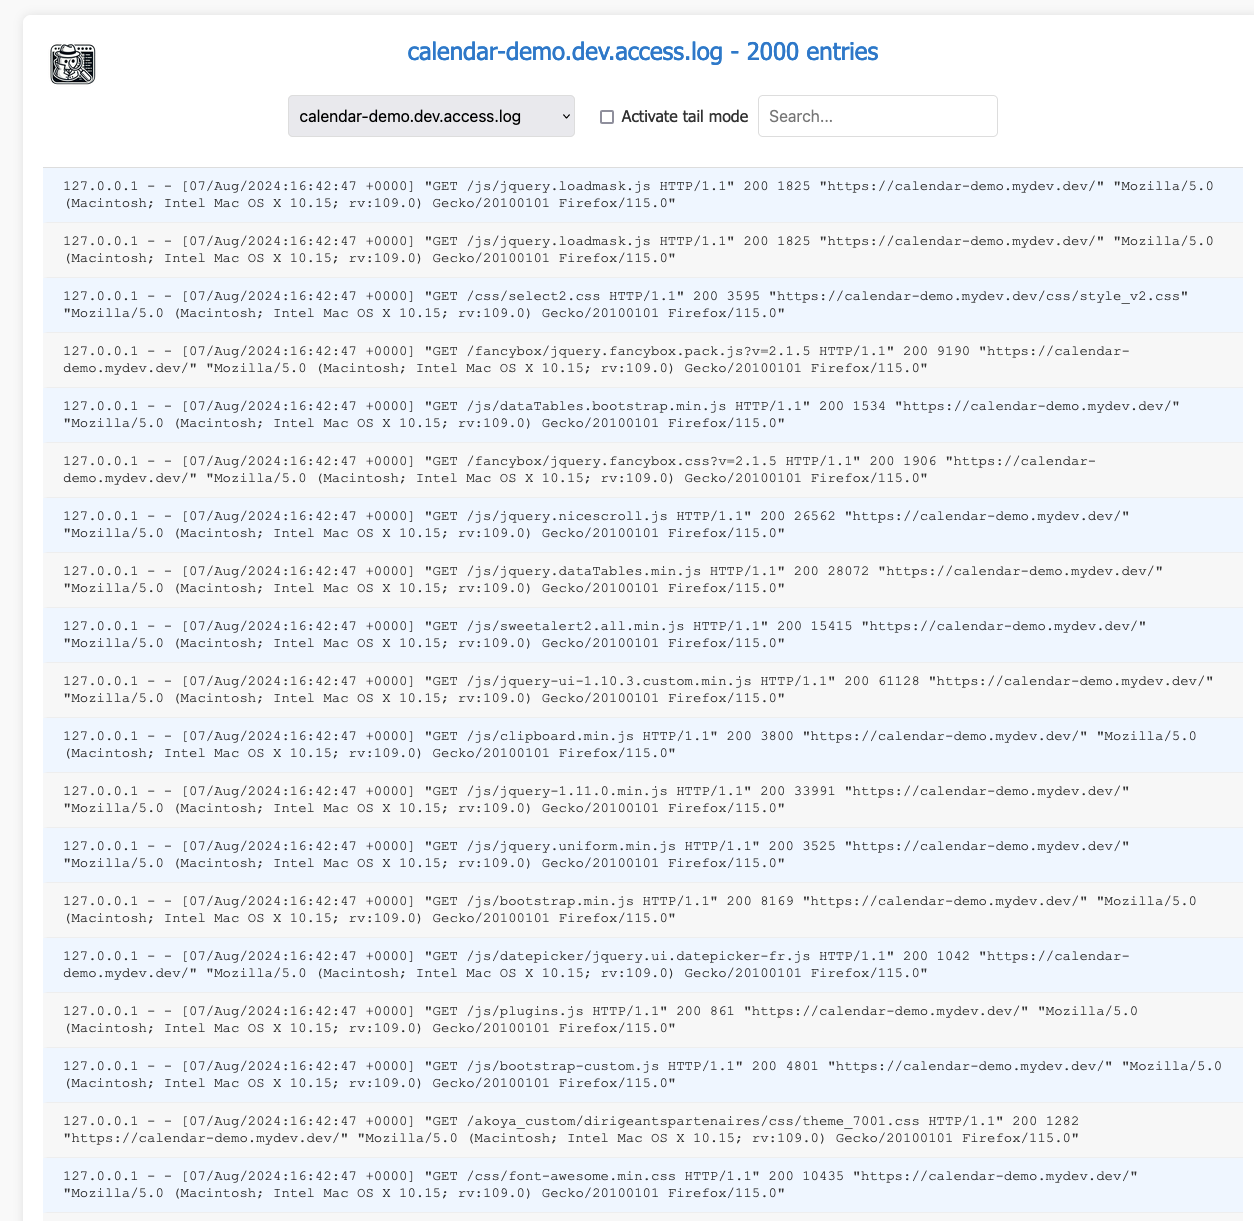 calendar-demo.dev.access.log - 2000 entries
calendar-demo.dev.access.log
Activate tail mode
Search...
127.0.0.1 - - [07/Aug/2024:16:42:47 +0000] "GET /js/jquery.loadmask.js HTTP/1.1" 200 1825 "https://calendar-demo.mydev.dev/" "Mozilla/5.0
(Macintosh; Intel Mac OS X 10.15; rv:109.0) Gecko/20100101 Firefox/115.0"
127.0.0.1 - - [07/Aug/2024:16:42:47 +0000] "GET /js/jquery.loadmask.js HTTP/1.1" 200 1825 "https://calendar-demo.mydev.dev/" "Mozilla/5.0
(Macintosh; Intel Mac OS X 10.15; rv:109.0) Gecko/20100101 Firefox/115.0"
127.0.0.1 - - [07/Aug/2024:16:42:47 +0000] "GET /css/select2.css HTTP/1.1" 200 3595 "https://calendar-demo.mydev.dev/css/style_v2.css"
"Mozilla/5.0 (Macintosh; Intel Mac OS X 10.15; rv:109.0) Gecko/20100101 Firefox/115.0"
127.0.0.1 - - [07/Aug/2024:16:42:47 +0000] "GET /fancybox/jquery.fancybox.pack.js?v=2.1.5 HTTP/1.1" 200 9190 "https://calendar-
demo.mydev.dev/" "Mozilla/5.0 (Macintosh; Intel Mac OS X 10.15; rv:109.0) Gecko/20100101 Firefox/115.0"
127.0.0.1 - - [07/Aug/2024:16:42:47 +0000] "GET /js/dataTables.bootstrap.min.js HTTP/1.1" 200 1534 "https://calendar-demo.mydev.dev/"
"Mozilla/5.0 (Macintosh; Intel Mac OS X 10.15; rv:109.0) Gecko/20100101 Firefox/115.0"
127.0.0.1 - - [07/Aug/2024:16:42:47 +0000] "GET /fancybox/jquery.fancybox.css?v=2.1.5 HTTP/1.1" 200 1906 "https://calendar-
demo.mydev.dev/" "Mozilla/5.0 (Macintosh; Intel Mac OS X 10.15; rv:109.0) Gecko/20100101 Firefox/115.0"
127.0.0.1 - - [07/Aug/2024:16:42:47 +0000] "GET /js/jquery.nicescroll.js HTTP/1.1" 200 26562 "https://calendar-demo.mydev.dev/"
"Mozilla/5.0 (Macintosh; Intel Mac OS X 10.15; rv:109.0) Gecko/20100101 Firefox/115.0"
127.0.0.1 - - [07/Aug/2024:16:42:47 +0000] "GET /js/jquery.dataTables.min.js HTTP/1.1" 200 28072 "https://calendar-demo.mydev.dev/"
"Mozilla/5.0 (Macintosh; Intel Mac OS X 10.15; rv:109.0) Gecko/20100101 Firefox/115.0"
127.0.0.1 - - [07/Aug/2024:16:42:47 +0000] "GET /js/sweetalert2.all.min.js HTTP/1.1" 200 15415 "https://calendar-demo.mydev.dev/"
"Mozilla/5.0 (Macintosh; Intel Mac OS X 10.15; rv:109.0) Gecko/20100101 Firefox/115.0"
127.0.0.1 - - [07/Aug/2024:16:42:47 +0000] "GET /js/jquery-ui-1.10.3.custom.min.js HTTP/1.1" 200 61128 "https://calendar-demo.mydev.dev/"
"Mozilla/5.0 (Macintosh; Intel Mac OS X 10.15; rv:109.0) Gecko/20100101 Firefox/115.0"
127.0.0.1 - - [07/Aug/2024:16:42:47 +0000] "GET /js/clipboard.min.js HTTP/1.1" 200 3800 "https://calendar-demo.mydev.dev/" "Mozilla/5.0
(Macintosh; Intel Mac OS X 10.15; rv:109.0) Gecko/20100101 Firefox/115.0"
127.0.0.1 - - [07/Aug/2024:16:42:47 +0000] "GET /js/jquery-1.11.0.min.js HTTP/1.1" 200 33991 "https://calendar-demo.mydev.dev/"
"Mozilla/5.0 (Macintosh; Intel Mac OS X 10.15; rv:109.0) Gecko/20100101 Firefox/115.0"
127.0.0.1 - - [07/Aug/2024:16:42:47 +0000] "GET /js/jquery.uniform.min.js HTTP/1.1" 200 3525 "https://calendar-demo.mydev.dev/"
"Mozilla/5.0 (Macintosh; Intel Mac OS X 10.15; rv:109.0) Gecko/20100101 Firefox/115.0"
127.0.0.1 - - [07/Aug/2024:16:42:47 +0000] "GET /js/bootstrap.min.js HTTP/1.1" 200 8169 "https://calendar-demo.mydev.dev/" "Mozilla/5.0
(Macintosh; Intel Mac OS X 10.15; rv:109.0) Gecko/20100101 Firefox/115.0"
127.0.0.1 - - [07/Aug/2024:16:42:47 +0000] "GET /js/datepicker/jquery.ui.datepicker-fr.js HTTP/1.1" 200 1042 "https://calendar-
demo.mydev.dev/" "Mozilla/5.0 (Macintosh; Intel Mac OS X 10.15; rv:109.0) Gecko/20100101 Firefox/115.0"
127.0.0.1 - - [07/Aug/2024:16:42:47 +0000] "GET /js/plugins.js HTTP/1.1" 200 861 "https://calendar-demo.mydev.dev/" "Mozilla/5.0
(Macintosh; Intel Mac OS X 10.15; rv:109.0) Gecko/20100101 Firefox/115.0"
127.0.0.1 - - [07/Aug/2024:16:42:47 +0000] "GET /js/bootstrap-custom.js HTTP/1.1" 200 4801 "https://calendar-demo.mydev.dev/" "Mozilla/5.0
(Macintosh; Intel Mac OS X 10.15; rv:109.0) Gecko/20100101 Firefox/115.0"
127.0.0.1 - - [07/Aug/2024:16:42:47 +0000] "GET /akoya_custom/dirigeantspartenaires/css/theme_7001.css HTTP/1.1" 200 1282
"https://calendar-demo.mydev.dev/" "Mozilla/5.0 (Macintosh; Intel Mac OS X 10.15; rv:109.0) Gecko/20100101 Firefox/115.0"
127.0.0.1 - - [07/Aug/2024:16:42:47 +0000] "GET /css/font-awesome.min.css HTTP/1.1" 200 10435 "https://calendar-demo.mydev.dev/"
"Mozilla/5.0 (Macintosh; Intel Mac OS X 10.15; rv:109.0) Gecko/20100101 Firefox/115.0"